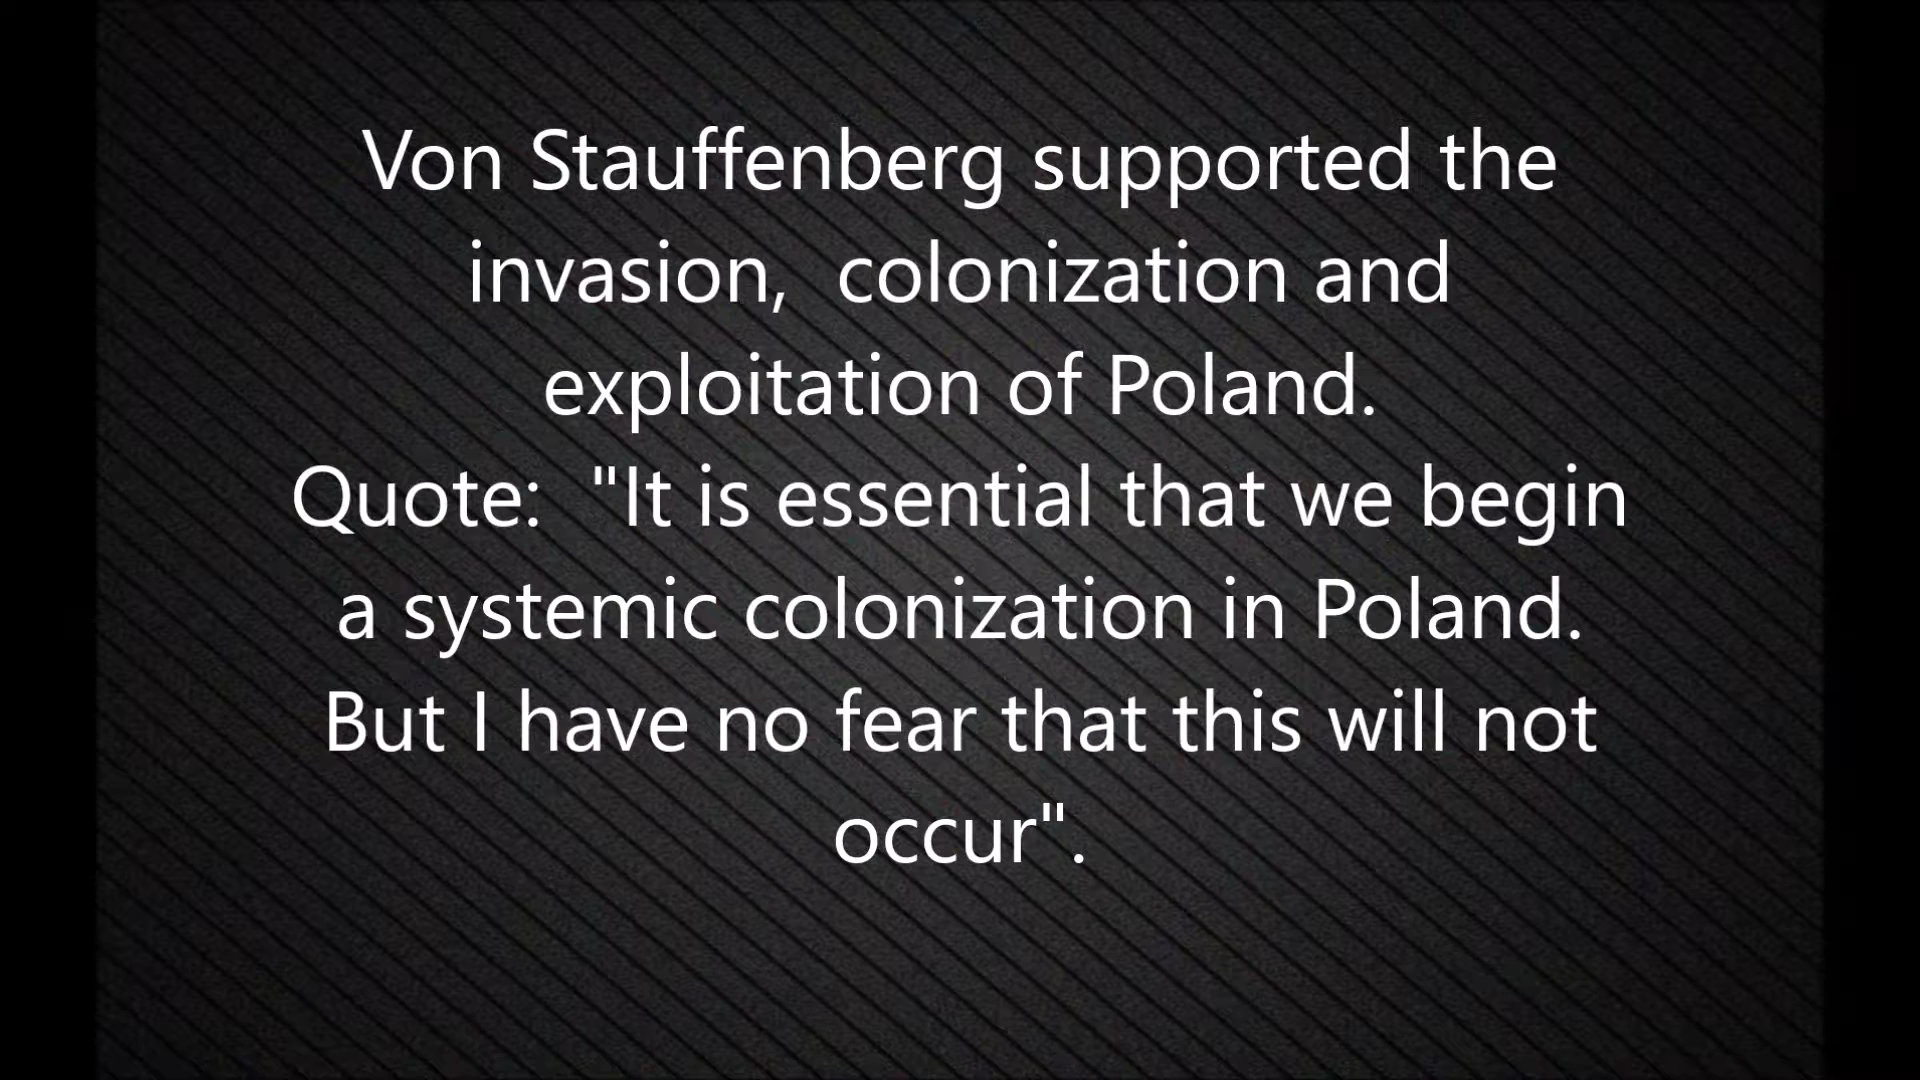 Von Stauffenberg supported the
invasion,  colonization and
exploitation of Poland.
Quote:  "It is essential that we begin
a systemic colonization in Poland.
But I have no fear that this will not
occur".